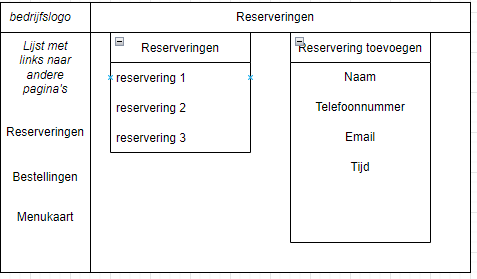 bedrijfslogo
Reserveringen
Lijst met
links naar
andere
pagina's
Reserveringen
Bestellingen
Menukaart
Reserveringen
reservering 1
reservering 2
reservering 3
Reservering toevoegen
Naam
Telefoonnummer
Email
Tijd